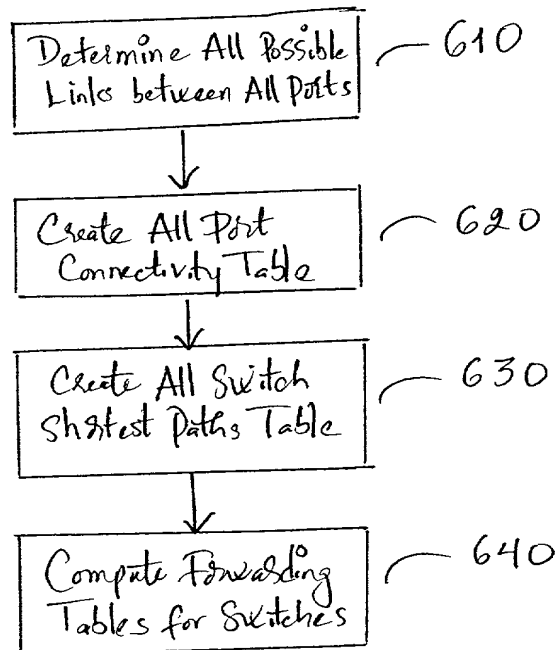 Determine All Possible
Links between All Ports
610
Create All Port
Connectivity Table
620
Create All Switch
Shortest Paths Table
630
Compute Forwarding
Tables for Switches
640